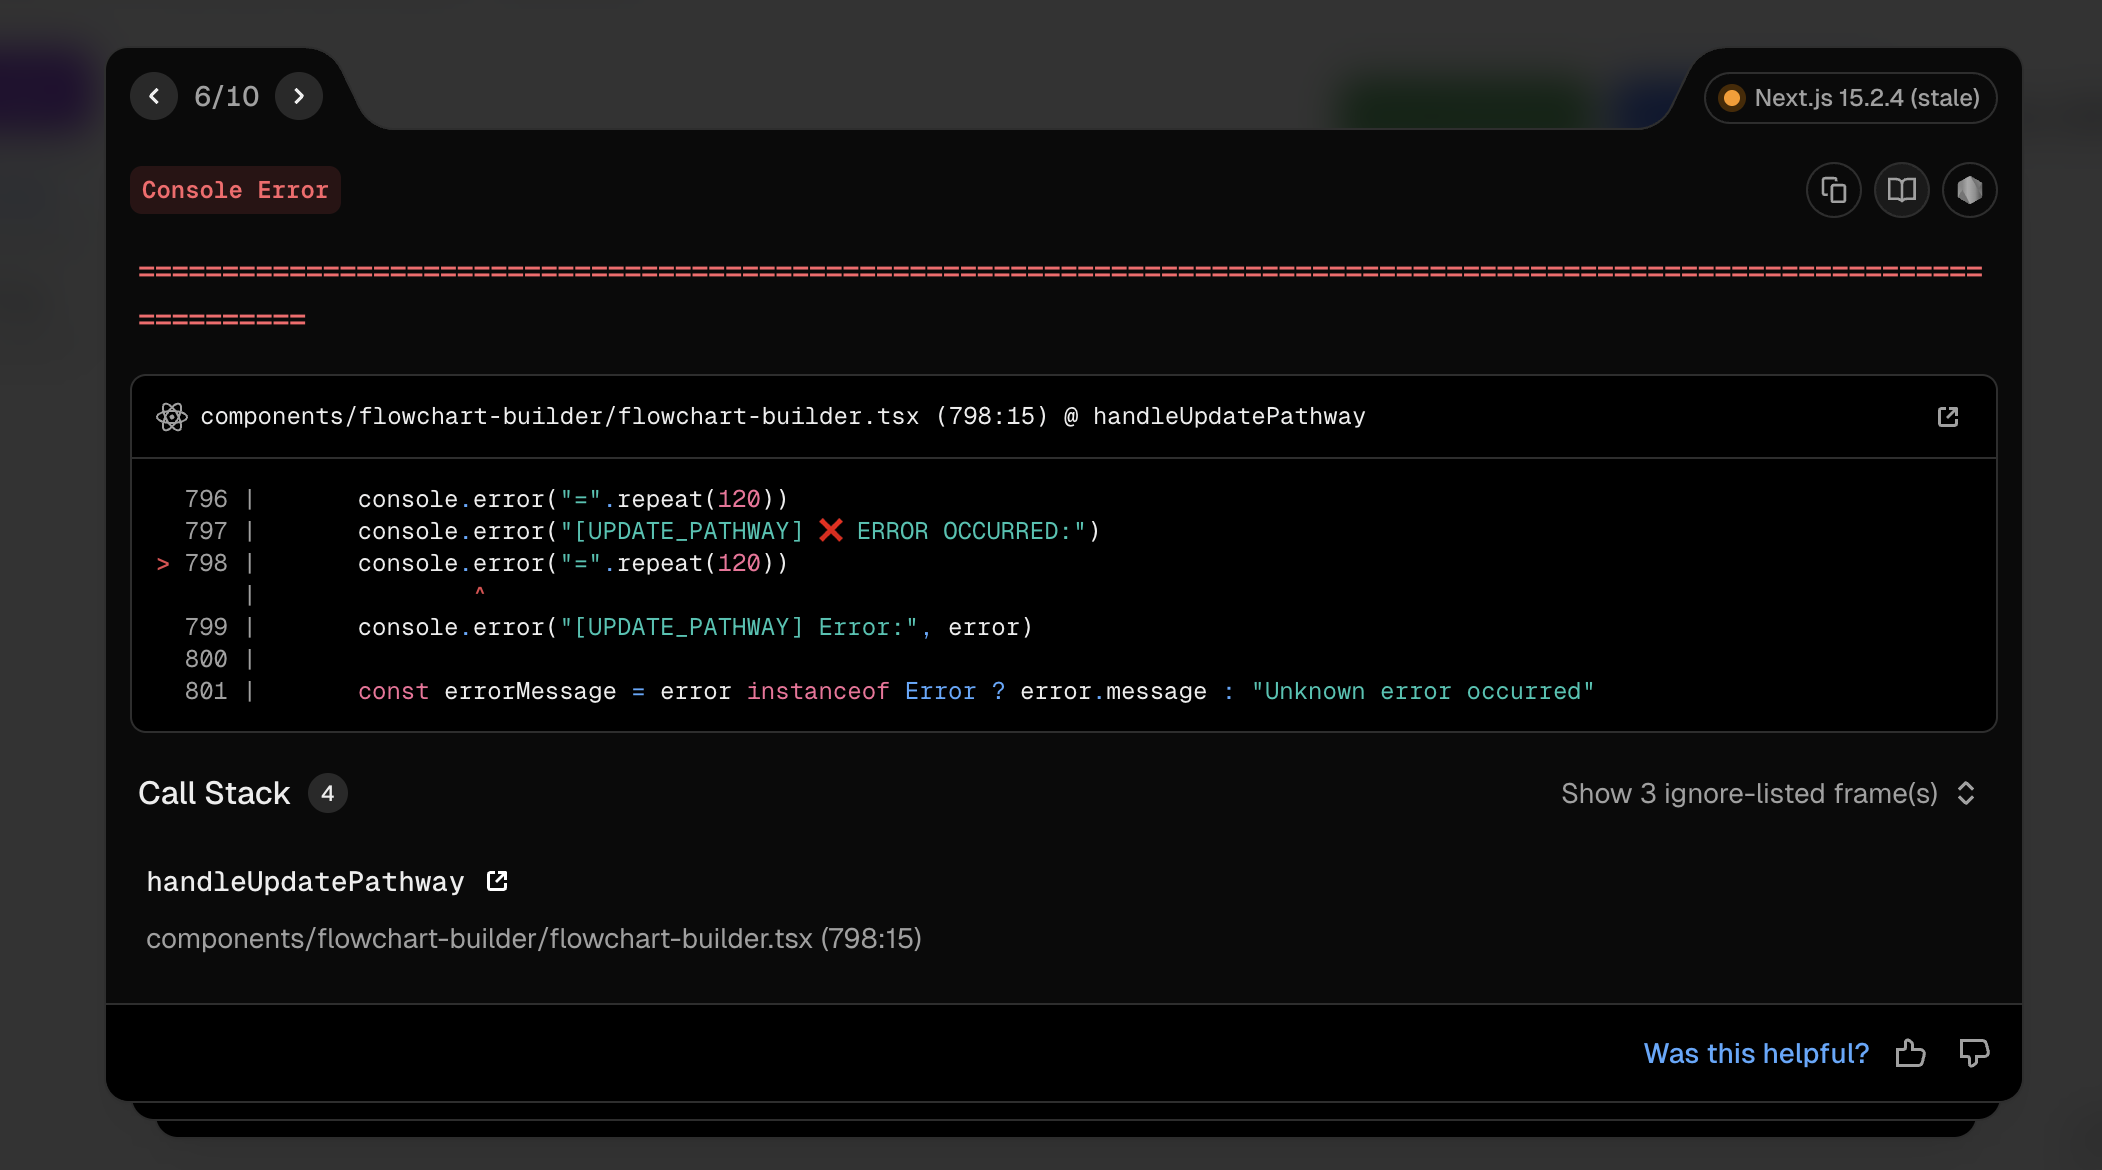 6/10
Next.js 15.2.4 (stale)
Console Error
==============================================================================================================
==========
components/flowchart-builder/flowchart-builder.tsx (798:15) @ handleUpdatePathway
796 |       console.error("=".repeat(120))
797 |       console.error("[UPDATE_PATHWAY] ❌ ERROR OCCURRED:")
> 798 |       console.error("=".repeat(120))
|               ^
799 |       console.error("[UPDATE_PATHWAY] Error:", error)
800 |
801 |       const errorMessage = error instanceof Error ? error.message : "Unknown error occurred"
Call Stack 4
Show 3 ignore-listed frame(s)
handleUpdatePathway
components/flowchart-builder/flowchart-builder.tsx (798:15)
Was this helpful?